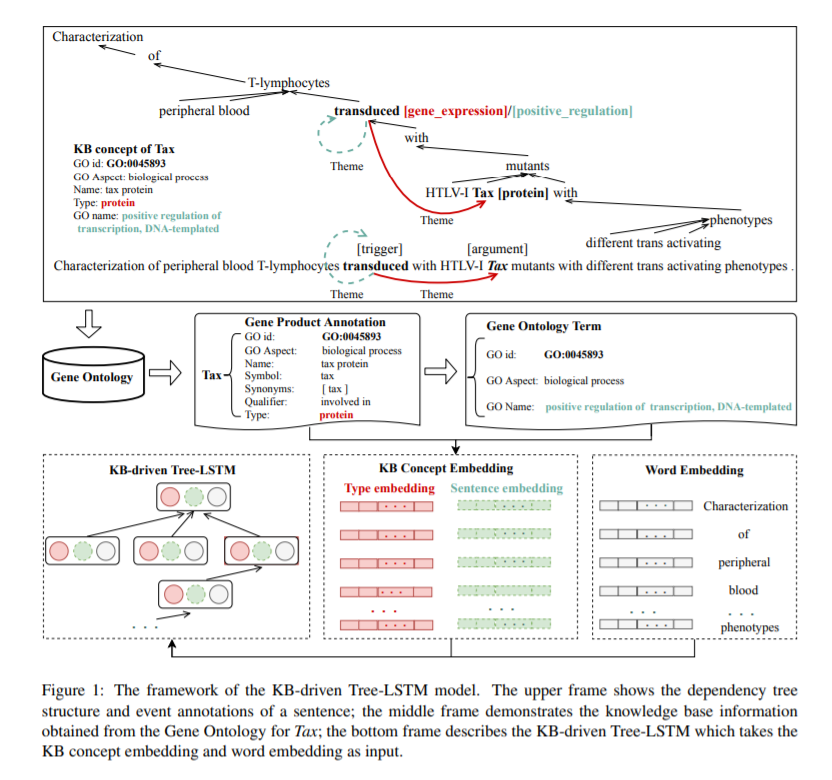 Characterization
of
T-lymphocytes
peripheral blood
transduced [gene_expression]/[positive_regulation]
with
KB concept of Tax
GO id: GO:0045893
GO Aspect: biological process
Name: tax protein
Type: protein
GO name: positive regulation of
transcription, DNA-templated
Theme
mutants
HTLV-I Tax [protein] with
Theme
phenotypes
different trans activating
[trigger] [argument]
Characterization of peripheral blood T-lymphocytes transduced with HTLV-I Tax mutants with different trans activating phenotypes .
Theme Theme
Gene Ontology
Gene Product Annotation
Tax
GO id: GO:0045893
GO Aspect: biological process
Name: tax protein
Symbol: tax
Synonyms: [ tax ]
Qualifier: involved in
Type: protein
Gene Ontology Term
GO id: GO:0045893
GO Aspect: biological process
GO Name: positive regulation of transcription, DNA-templated
KB-driven Tree-LSTM
. . .
KB Concept Embedding
Type embedding Sentence embedding
. . . . . .
Word Embedding
Characterization
of
peripheral
blood
. . . . . .
phenotypes
Figure 1: The framework of the KB-driven Tree-LSTM model. The upper frame shows the dependency tree
structure and event annotations of a sentence; the middle frame demonstrates the knowledge base information
obtained from the Gene Ontology for Tax; the bottom frame describes the KB-driven Tree-LSTM which takes the
KB concept embedding and word embedding as input.